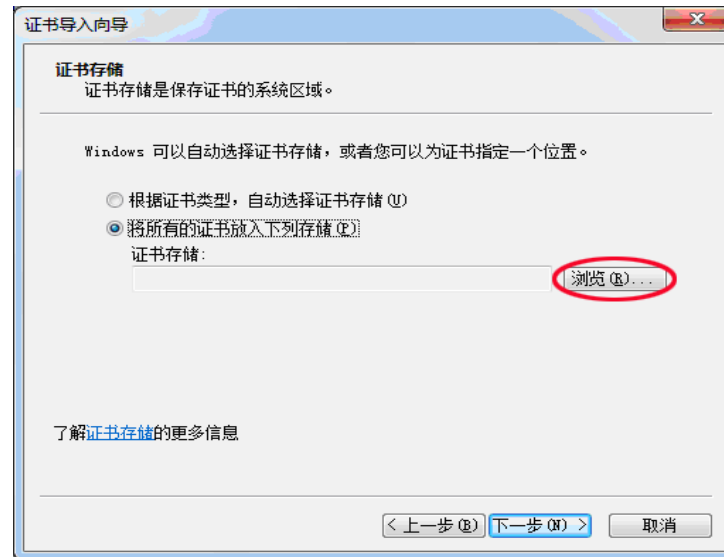 证书导入向导
证书存储
证书存储是保存证书的系统区域。
Windows 可以自动选择证书存储，或者您可以为证书指定一个位置。
根据证书类型，自动选择证书存储(U)
将所有的证书放入下列存储(P)
证书存储:
浏览(R)...
了解证书存储的更多信息
< 上一步(B) 下一步(N) > 取消